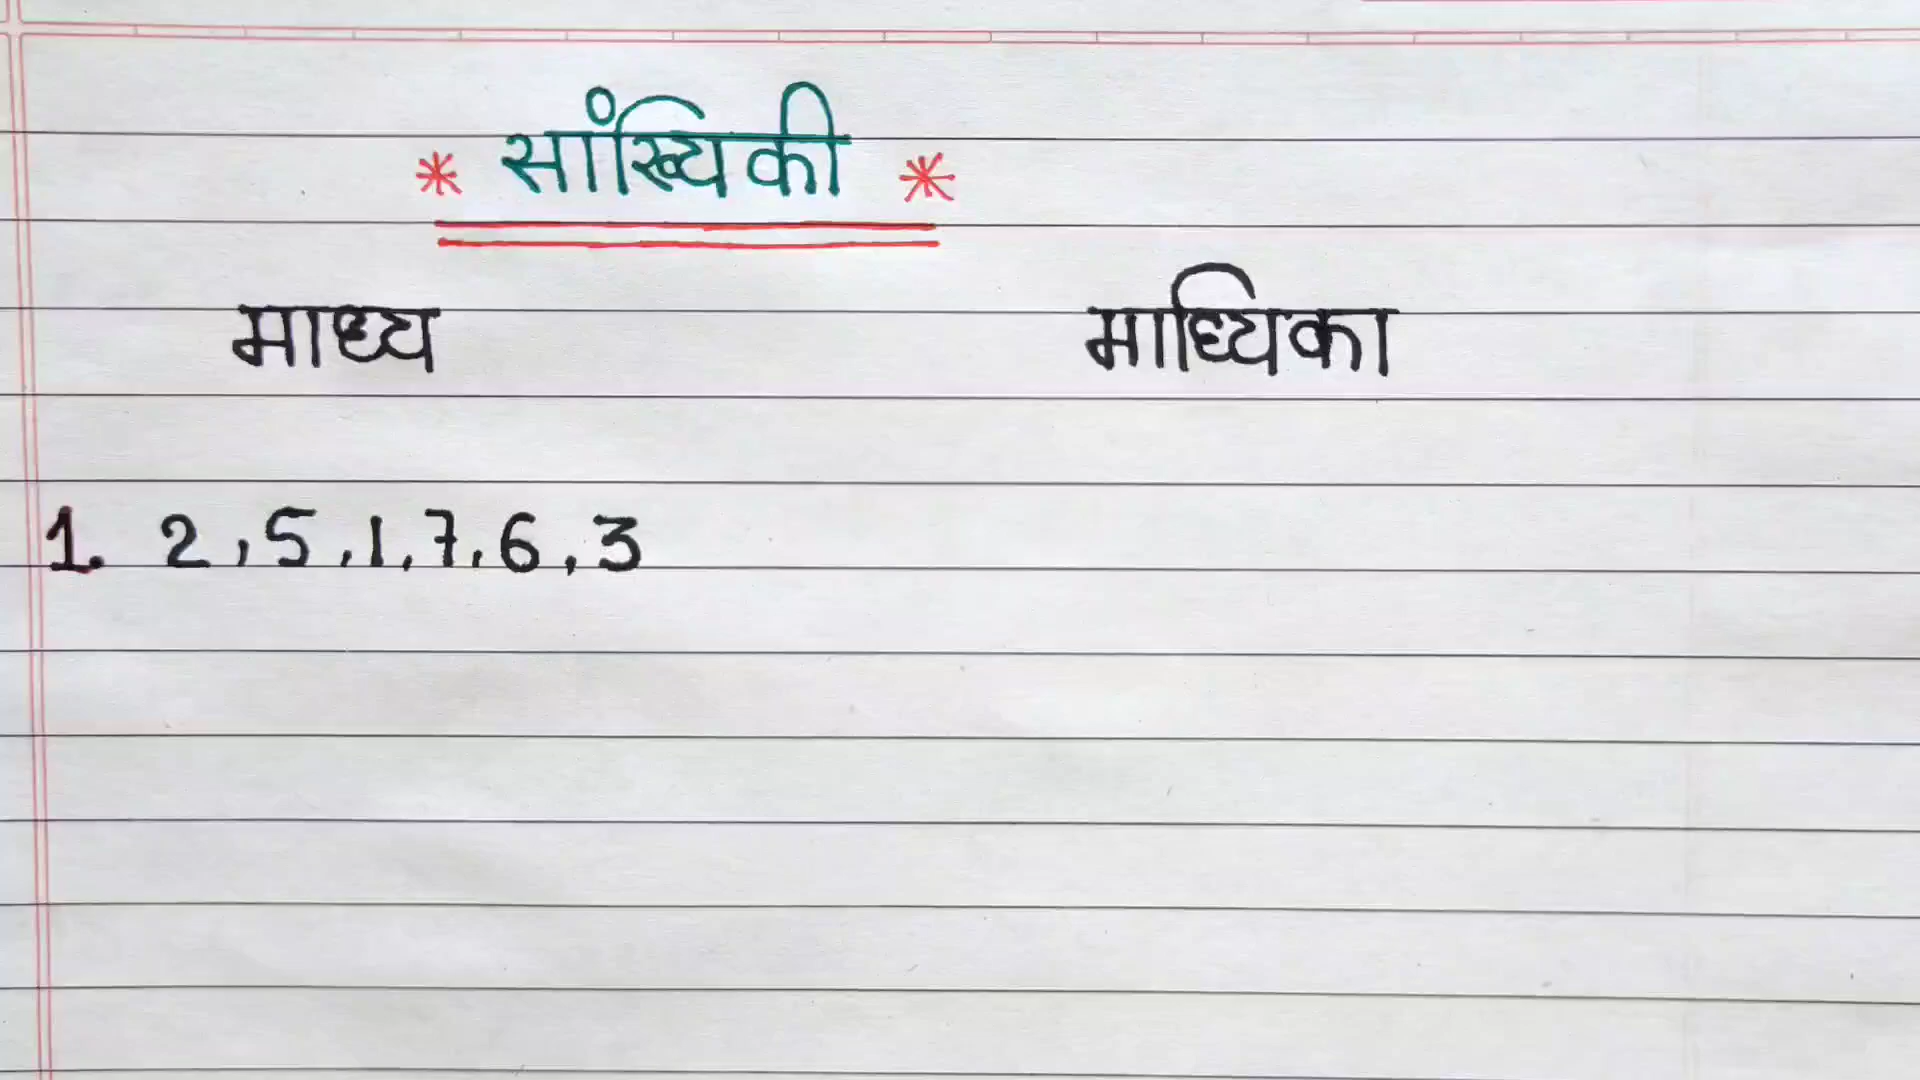 * सांख्यिकी *
माध्य माध्यिका
1. 2, 5, 1, 7, 6, 3